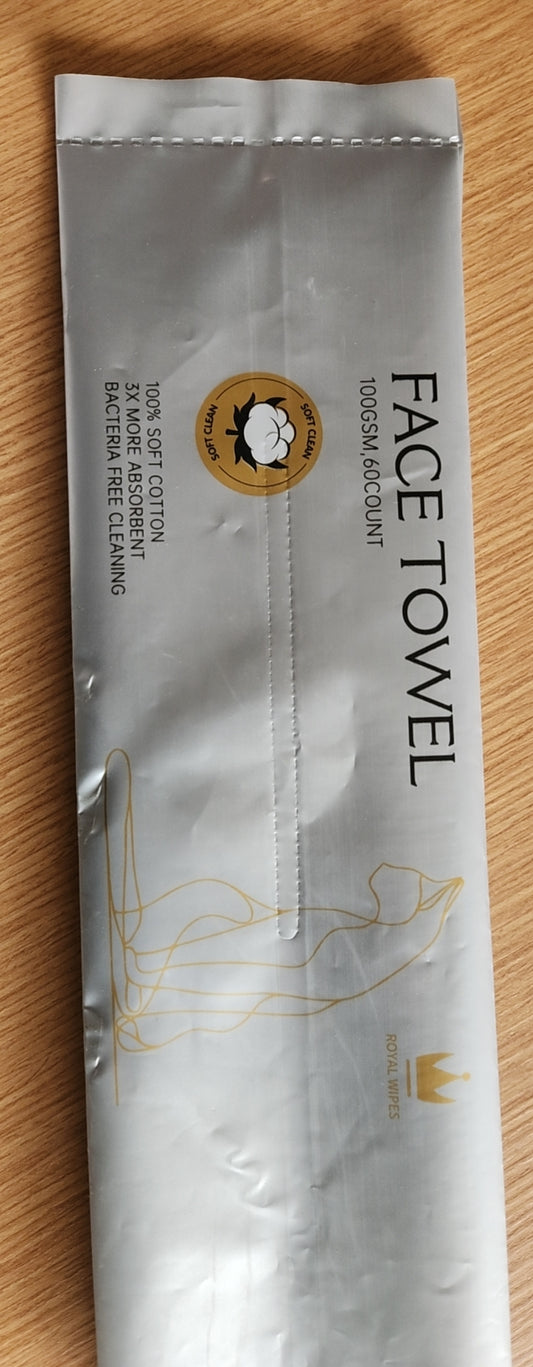 FACE TOWEL
100GSM,60COUNT
SOFT CLEAN
SOFT CLEAN
100% SOFT COTTON
3X MORE ABSORBENT
BACTERIA FREE CLEANING
ROYAL WIPES